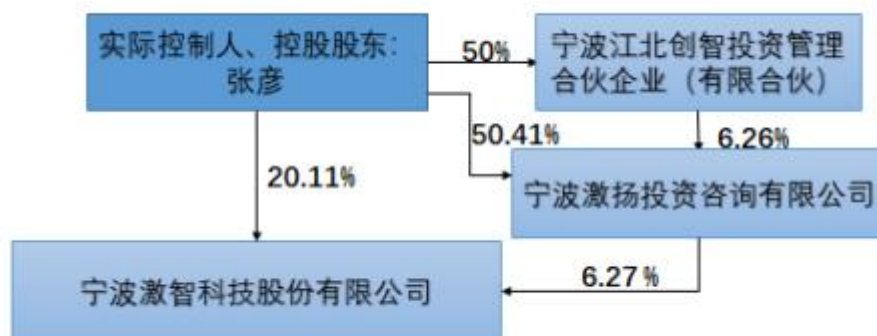 实际控制人、控股股东：
张彦
50%
宁波江北创智投资管理
合伙企业（有限合伙）
50.41%
6.26%
20.11%
宁波激扬投资咨询有限公司
6.27%
宁波激智科技股份有限公司